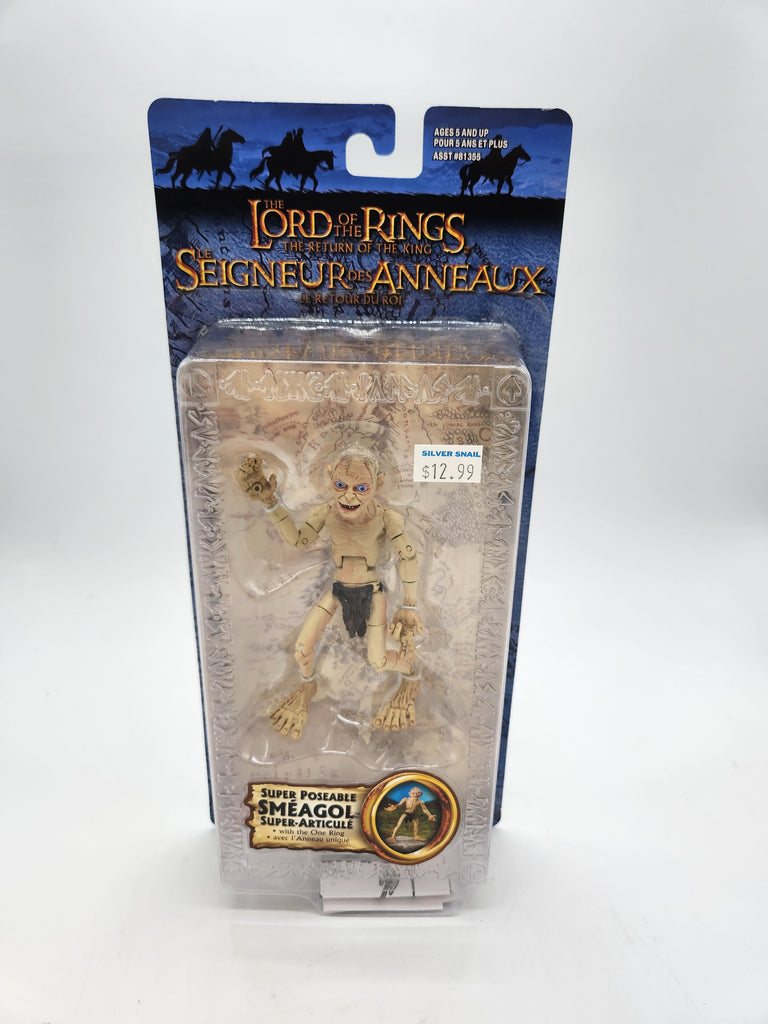 AGES 5 AND UP
POUR 5 ANS ET PLUS
ASST #81355
THE LORD OF THE RINGS
THE RETURN OF THE KING
LE SEIGNEUR DES ANNEAUX
LE RETOUR DU ROI
SILVER SNAIL
$12.99
SUPER POSEABLE
SMÉAGOL
SUPER-ARTICULÉ
• with the One Ring
• avec l'Anneau unique